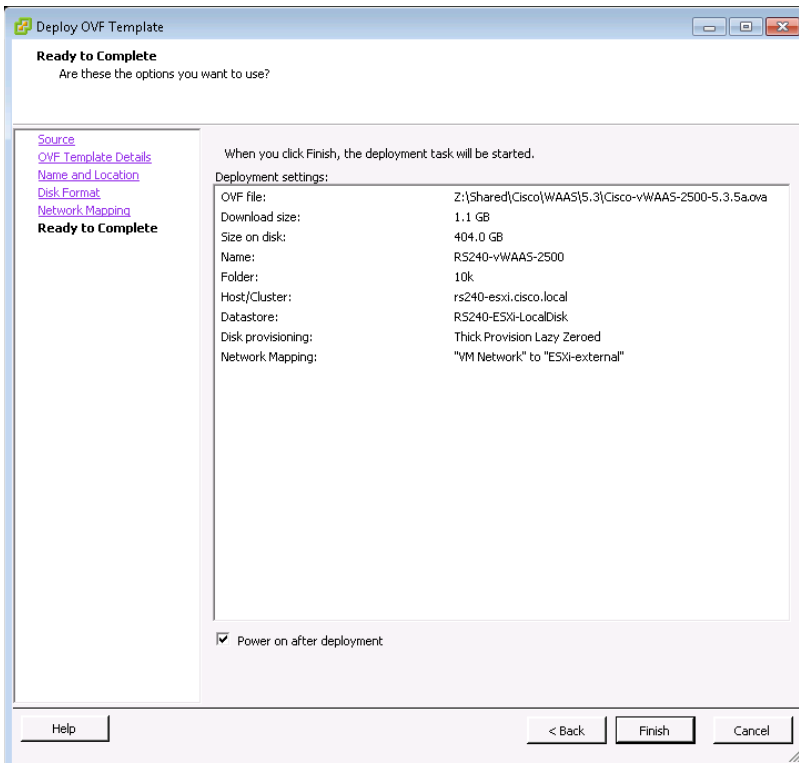 Deploy OVF Template
Ready to Complete
Are these the options you want to use?
Source
OVF Template Details
Name and Location
Disk Format
Network Mapping
Ready to Complete
When you click Finish, the deployment task will be started.
Deployment settings:
OVF file: Z:\Shared\Cisco\WAAS\5.3\Cisco-vWAAS-2500-5.3.5a.ova
Download size: 1.1 GB
Size on disk: 404.0 GB
Name: RS240-vWAAS-2500
Folder: 10k
Host/Cluster: rs240-esxi.cisco.local
Datastore: RS240-ESXi-LocalDisk
Disk provisioning: Thick Provision Lazy Zeroed
Network Mapping: "VM Network" to "ESXi-external"
Power on after deployment
Help
< Back
Finish
Cancel